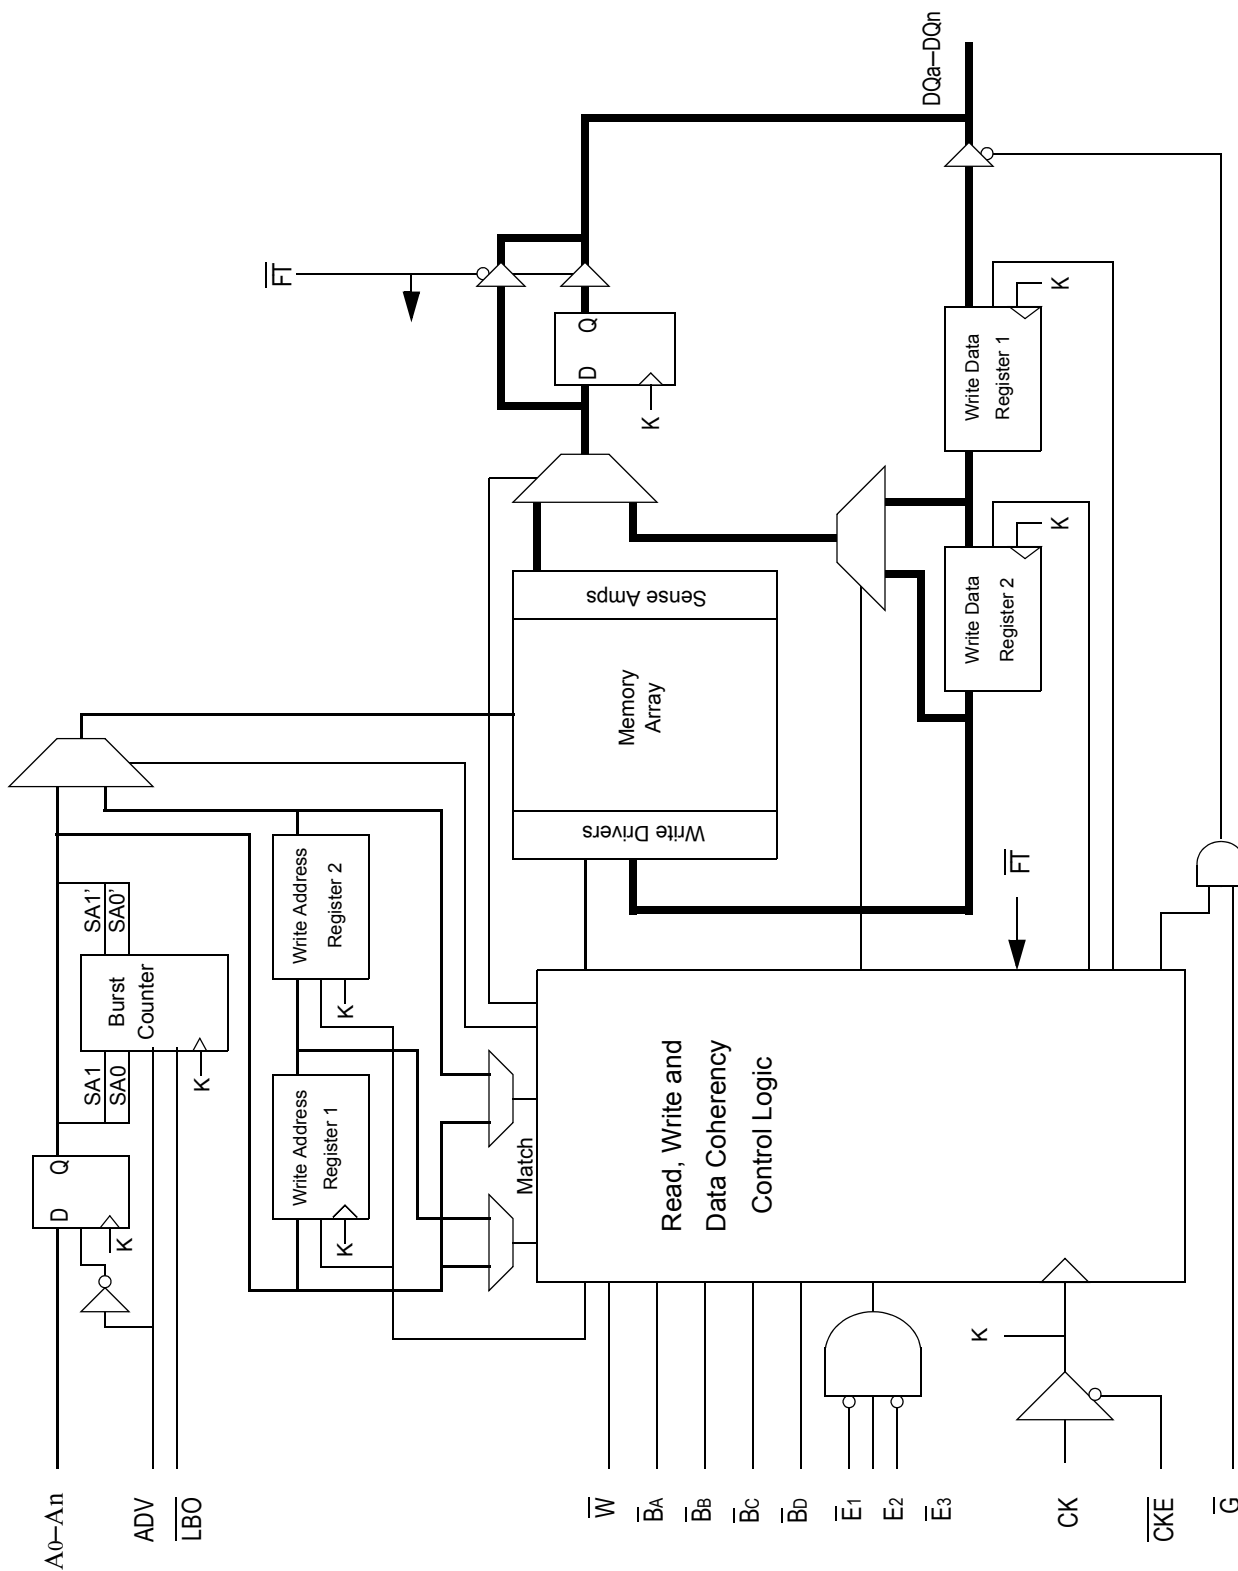 A0–An
ADV
LBO
W
BA
BB
BC
BD
E1
E2
E3
CK
CKE
G
D Q
K
SA1
SA0
Burst
Counter
SA1'
SA0'
K
Write Address
Register 1
K
Write Address
Register 2
K
Match
Read, Write and
Data Coherency
Control Logic
K
FT
Write Drivers
Memory
Array
Sense Amps
Write Data
Register 2
K
Write Data
Register 1
K
D Q
K
FT
DQa–DQn